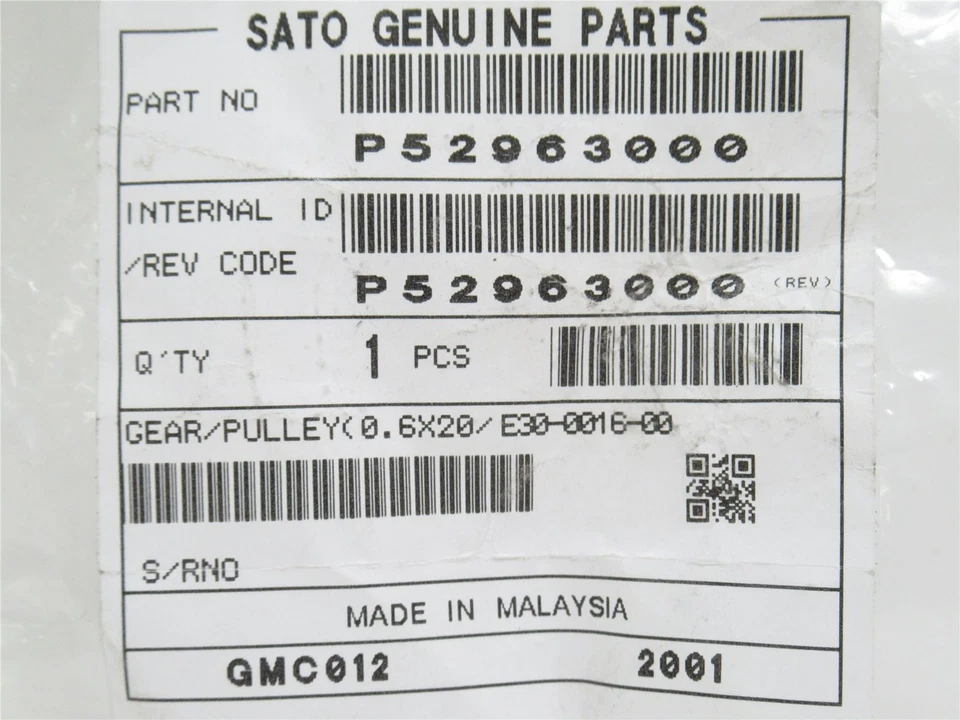 SATO GENUINE PARTS
PART NO
P52963000
INTERNAL ID
/REV CODE
P52963000 (REV)
Q'TY 1 PCS
GEAR/PULLEY(0.6X20/ E30-0016-00
S/RNO
MADE IN MALAYSIA
GMC012 2001